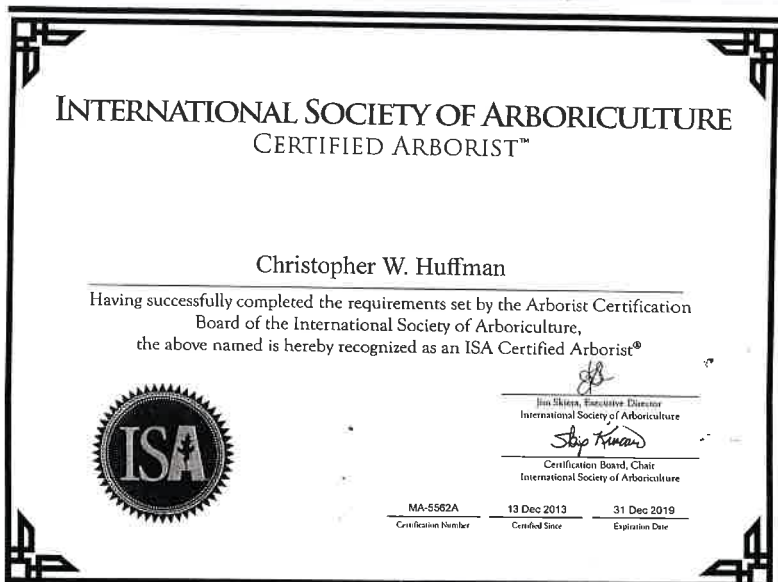 INTERNATIONAL SOCIETY OF ARBORICULTURE
CERTIFIED ARBORIST™
Christopher W. Huffman
Having successfully completed the requirements set by the Arborist Certification
Board of the International Society of Arboriculture,
the above named is hereby recognized as an ISA Certified Arborist®
Jim Skiera, Executive Director
International Society of Arboriculture
Skip Kincaid
Certification Board, Chair
International Society of Arboriculture
ISA
MA-5562A 13 Dec 2013 31 Dec 2019
Certification Number Certified Since Expiration Date